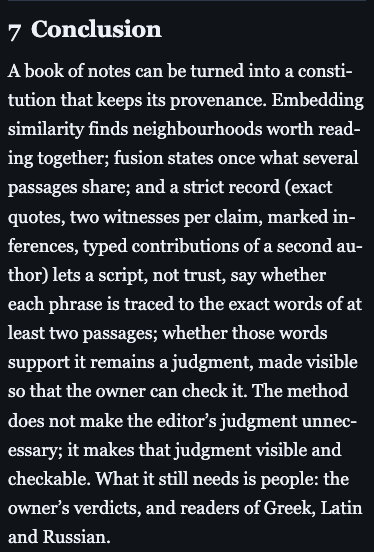 7 Conclusion
A book of notes can be turned into a consti-
tution that keeps its provenance. Embedding
similarity finds neighbourhoods worth read-
ing together; fusion states once what several
passages share; and a strict record (exact
quotes, two witnesses per claim, marked in-
ferences, typed contributions of a second au-
thor) lets a script, not trust, say whether
each phrase is traced to the exact words of at
least two passages; whether those words
support it remains a judgment, made visible
so that the owner can check it. The method
does not make the editor’s judgment unnec-
essary; it makes that judgment visible and
checkable. What it still needs is people: the
owner’s verdicts, and readers of Greek, Latin
and Russian.